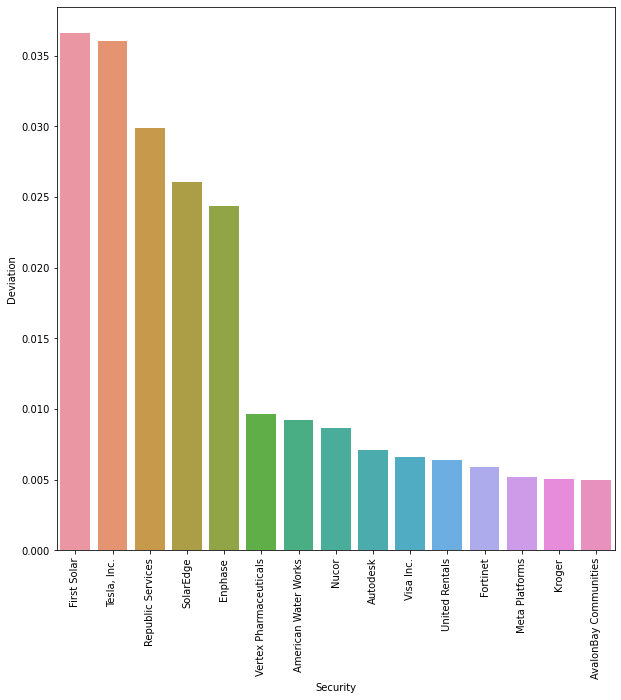 0.035
0.030
0.025
0.020
0.015
0.010
0.005
0.000
Deviation
First Solar
Tesla, Inc.
Republic Services
SolarEdge
Enphase
Vertex Pharmaceuticals
American Water Works
Nucor
Autodesk
Visa Inc.
United Rentals
Fortinet
Meta Platforms
Kroger
AvalonBay Communities
Security